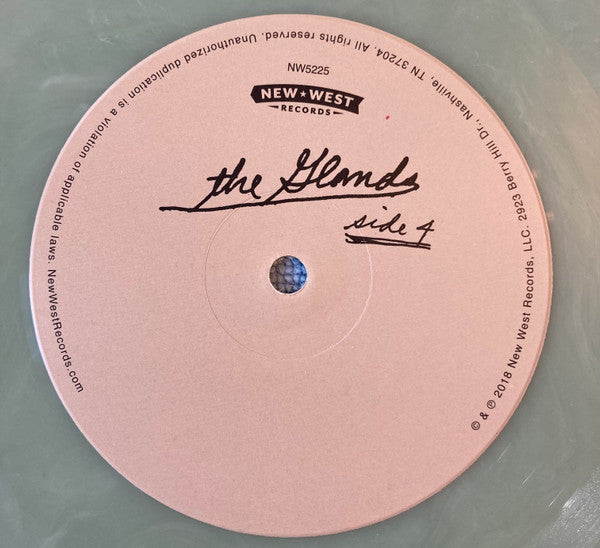 NW5225
NEW★WEST
RECORDS
the Glands
side 4
© & ℗ 2018 New West Records, LLC. 2923 Berry Hill Dr., Nashville, TN 37204. All rights reserved. Unauthorized duplication is a violation of applicable laws. NewWestRecords.com